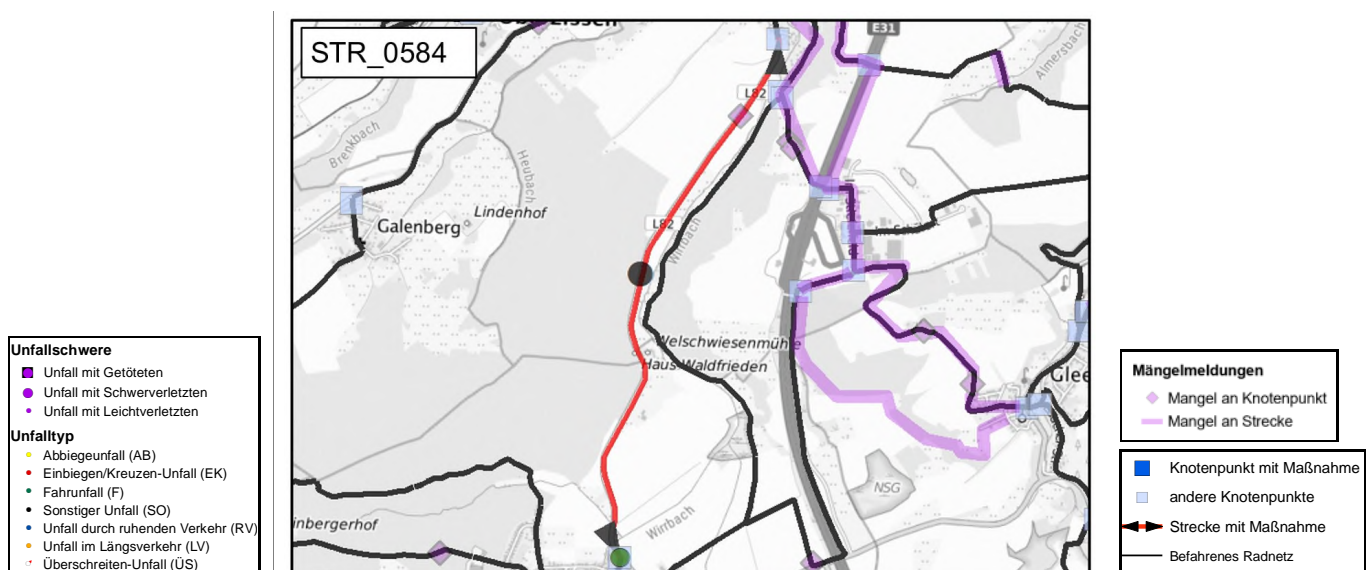 STR_0584
E31
Almersbach
L82
Brenkbach
Heubach
Lindenhof
Galenberg
L82
Wirrbach
Welschwiesenmühle
Haus Waldfrieden
Glee
NSG
Wirrbach
inbergerhof
Unfallschwere
Unfall mit Getöteten
Unfall mit Schwerverletzten
Unfall mit Leichtverletzten
Unfalltyp
Abbiegeunfall (AB)
Einbiegen/Kreuzen-Unfall (EK)
Fahrunfall (F)
Sonstiger Unfall (SO)
Unfall durch ruhenden Verkehr (RV)
Unfall im Längsverkehr (LV)
Überschreiten-Unfall (ÜS)
Mängelmeldungen
Mangel an Knotenpunkt
Mangel an Strecke
Knotenpunkt mit Maßnahme
andere Knotenpunkte
Strecke mit Maßnahme
Befahrenes Radnetz